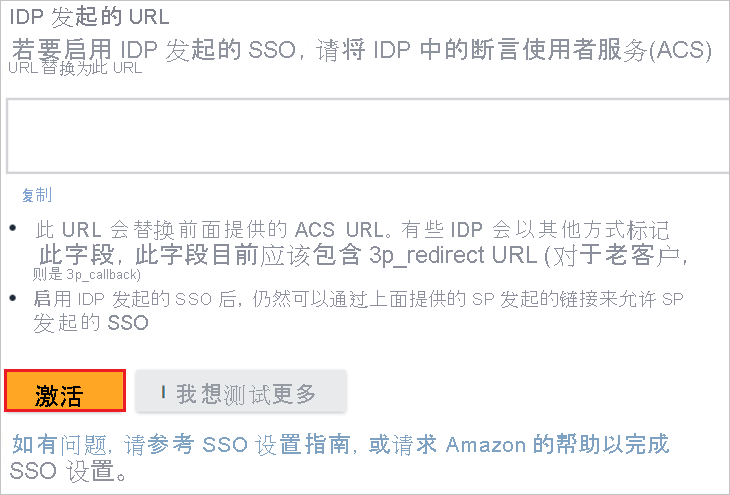 IDP 发起的 URL
若要启用 IDP 发起的 SSO, 请将 IDP 中的断言使用者服务(ACS)
URL 替换为此 URL
复制
此 URL 会替换前面提供的 ACS URL。有些 IDP 会以其他方式标记
此字段, 此字段目前应该包含 3p_redirect URL (对于老客户,
则是 3p_callback)
启用 IDP 发起的 SSO 后, 仍然可以通过上面提供的 SP 发起的链接来允许 SP
发起的 SSO
激活
我想测试更多
如有问题, 请参考 SSO 设置指南, 或请求 Amazon 的帮助以完成
SSO 设置。